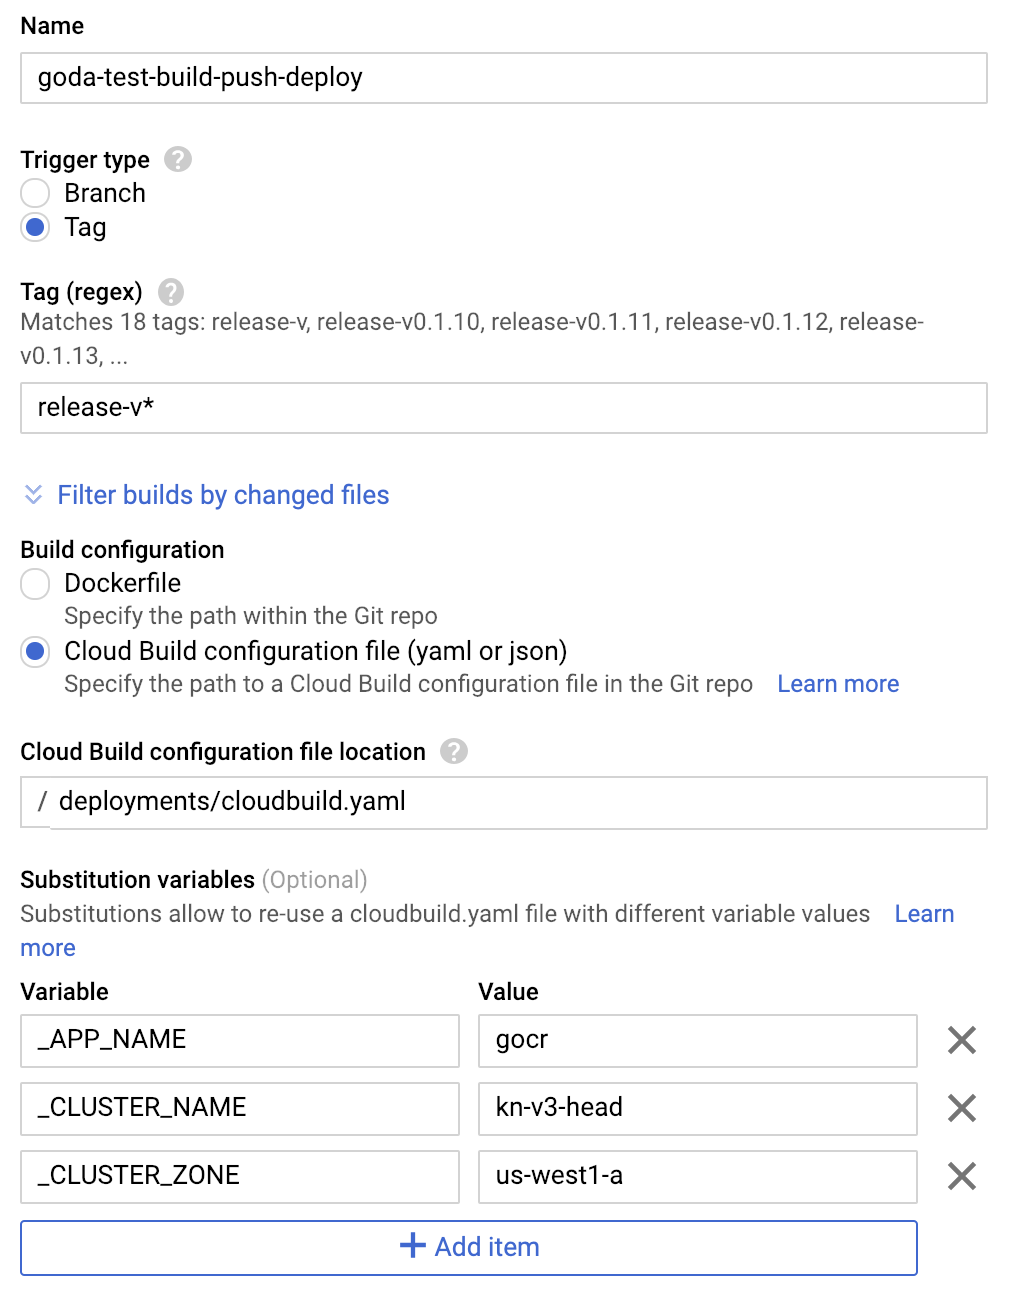 Name
goda-test-build-push-deploy
Trigger type ?
Branch
Tag
Tag (regex) ?
Matches 18 tags: release-v, release-v0.1.10, release-v0.1.11, release-v0.1.12, release-
v0.1.13, ...
release-v*
Filter builds by changed files
Build configuration
Dockerfile
Specify the path within the Git repo
Cloud Build configuration file (yaml or json)
Specify the path to a Cloud Build configuration file in the Git repo Learn more
Cloud Build configuration file location ?
/ deployments/cloudbuild.yaml
Substitution variables (Optional)
Substitutions allow to re-use a cloudbuild.yaml file with different variable values Learn
more
Variable Value
_APP_NAME gocr
_CLUSTER_NAME kn-v3-head
_CLUSTER_ZONE us-west1-a
+ Add item